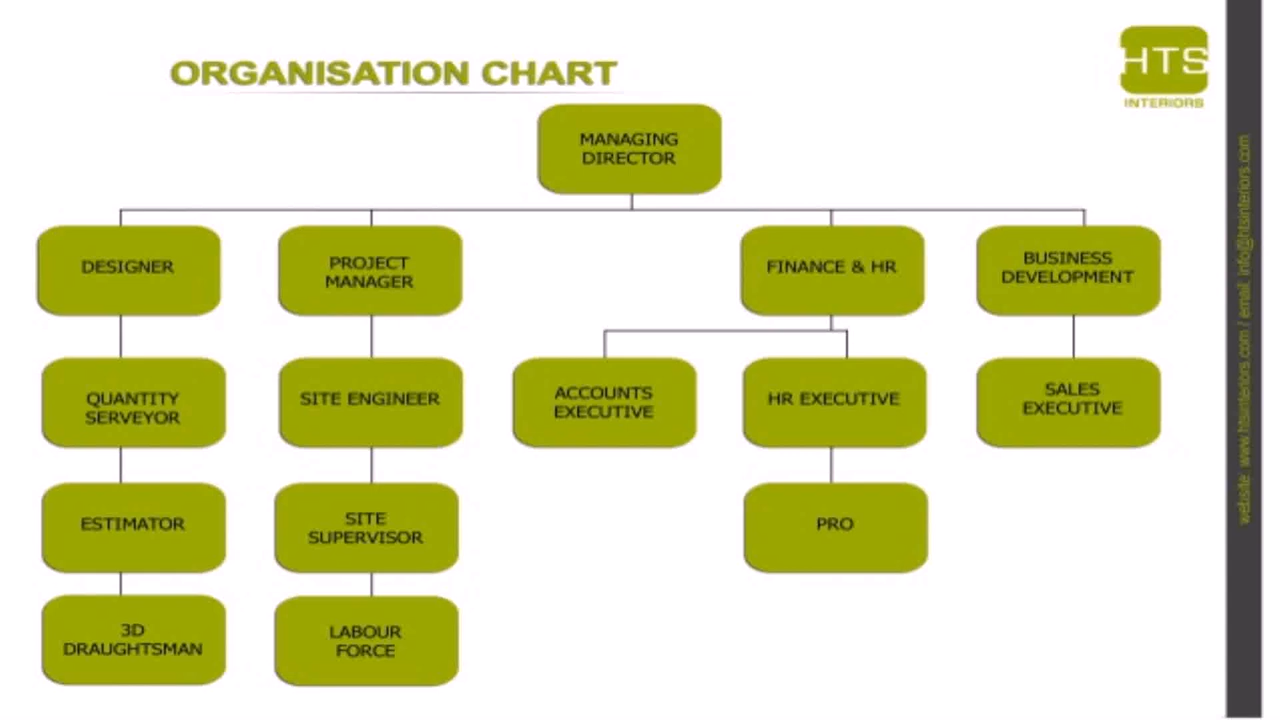 ORGANISATION CHART
HTS
INTERIORS
MANAGING
DIRECTOR
DESIGNER
PROJECT
MANAGER
FINANCE & HR
BUSINESS
DEVELOPMENT
QUANTITY
SERVEYOR
SITE ENGINEER
ACCOUNTS
EXECUTIVE
HR EXECUTIVE
SALES
EXECUTIVE
ESTIMATOR
SITE
SUPERVISOR
PRO
3D
DRAUGHTSMAN
LABOUR
FORCE
website: www.htsinteriors.com / email: info@htsinteriors.com